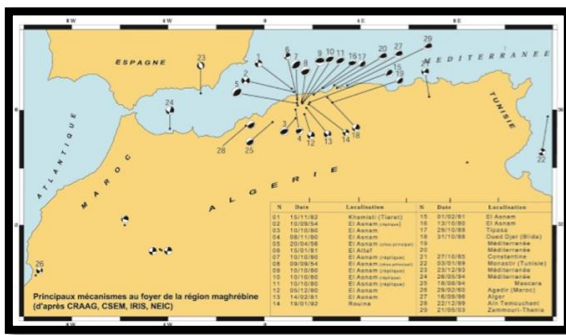 ESPAGNE
MEDITERRANEE
ATLANTIQUE
MAROC
ALGERIE
TUNISIE
N Date Localisation
01 15/11/82 Khemisti (Tiaret)
02 10/09/54 El Asnam
03 10/10/80 El Asnam
04 08/11/80 El Asnam
05 20/04/56 El Asnam
06 15/01/81 El Attaf
07 10/10/80 El Asnam
08 09/09/54 El Asnam
09 10/10/80 El Asnam
10 10/10/80 El Asnam
11 10/10/80 El Asnam
12 05/12/80 El Asnam
13 14/02/81 El Asnam
14 19/01/92 Rouina
N Date Localisation
15 01/02/81 El Asnam
16 13/10/80 El Asnam
17 29/10/89 Tipasa
18 31/10/88 Oued Djer (Blida)
19 Méditerranée
20 Méditerranée
21 27/10/85 Constantine
22 03/01/89 Monastir (Tunisie)
23 23/12/93 Méditerranée
24 26/05/94 Méditerranée
25 18/08/94 Mascara
26 29/02/60 Agadir (Maroc)
27 Alger
28 22/12/99 Aïn Temouchent
29 21/05/03 Zemmouri-Thénia
Principaux mécanismes au foyer de la région maghrébine
(d'après CRAAG, CSEM, IRIS, NEIC)